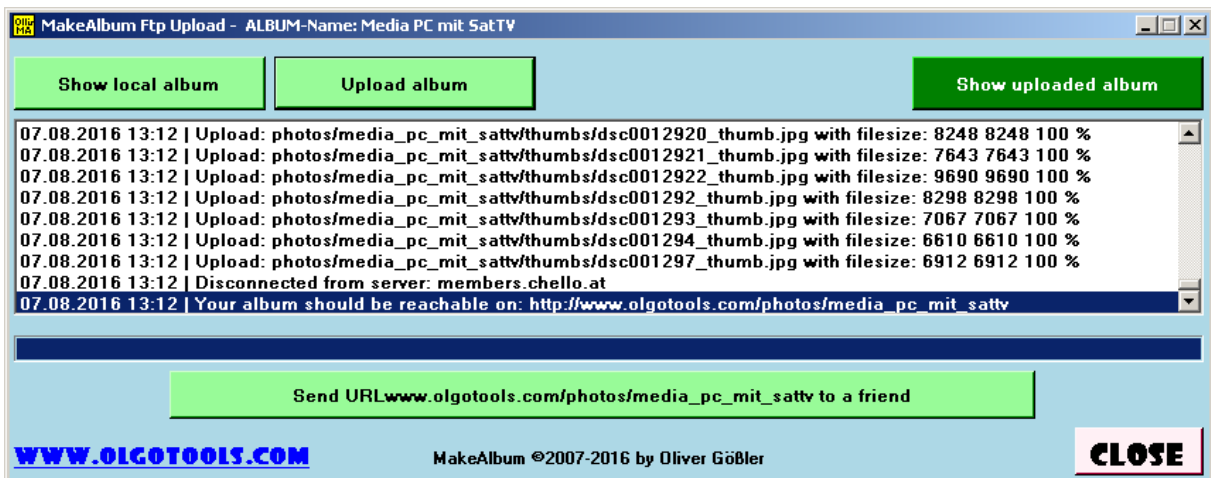 Ollis MA MakeAlbum Ftp Upload - ALBUM-Name: Media PC mit SatTV
Show local album Upload album Show uploaded album
07.08.2016 13:12 | Upload: photos/media_pc_mit_sattv/thumbs/dsc0012920_thumb.jpg with filesize: 8248 8248 100 %
07.08.2016 13:12 | Upload: photos/media_pc_mit_sattv/thumbs/dsc0012921_thumb.jpg with filesize: 7643 7643 100 %
07.08.2016 13:12 | Upload: photos/media_pc_mit_sattv/thumbs/dsc0012922_thumb.jpg with filesize: 9690 9690 100 %
07.08.2016 13:12 | Upload: photos/media_pc_mit_sattv/thumbs/dsc001292_thumb.jpg with filesize: 8298 8298 100 %
07.08.2016 13:12 | Upload: photos/media_pc_mit_sattv/thumbs/dsc001293_thumb.jpg with filesize: 7067 7067 100 %
07.08.2016 13:12 | Upload: photos/media_pc_mit_sattv/thumbs/dsc001294_thumb.jpg with filesize: 6610 6610 100 %
07.08.2016 13:12 | Upload: photos/media_pc_mit_sattv/thumbs/dsc001297_thumb.jpg with filesize: 6912 6912 100 %
07.08.2016 13:12 | Disconnected from server: members.chello.at
07.08.2016 13:12 | Your album should be reachable on: http://www.olgotools.com/photos/media_pc_mit_sattv
Send URLwww.olgotools.com/photos/media_pc_mit_sattv to a friend
WWW.OLGOTOOLS.COM MakeAlbum ©2007-2016 by Oliver Gößler CLOSE